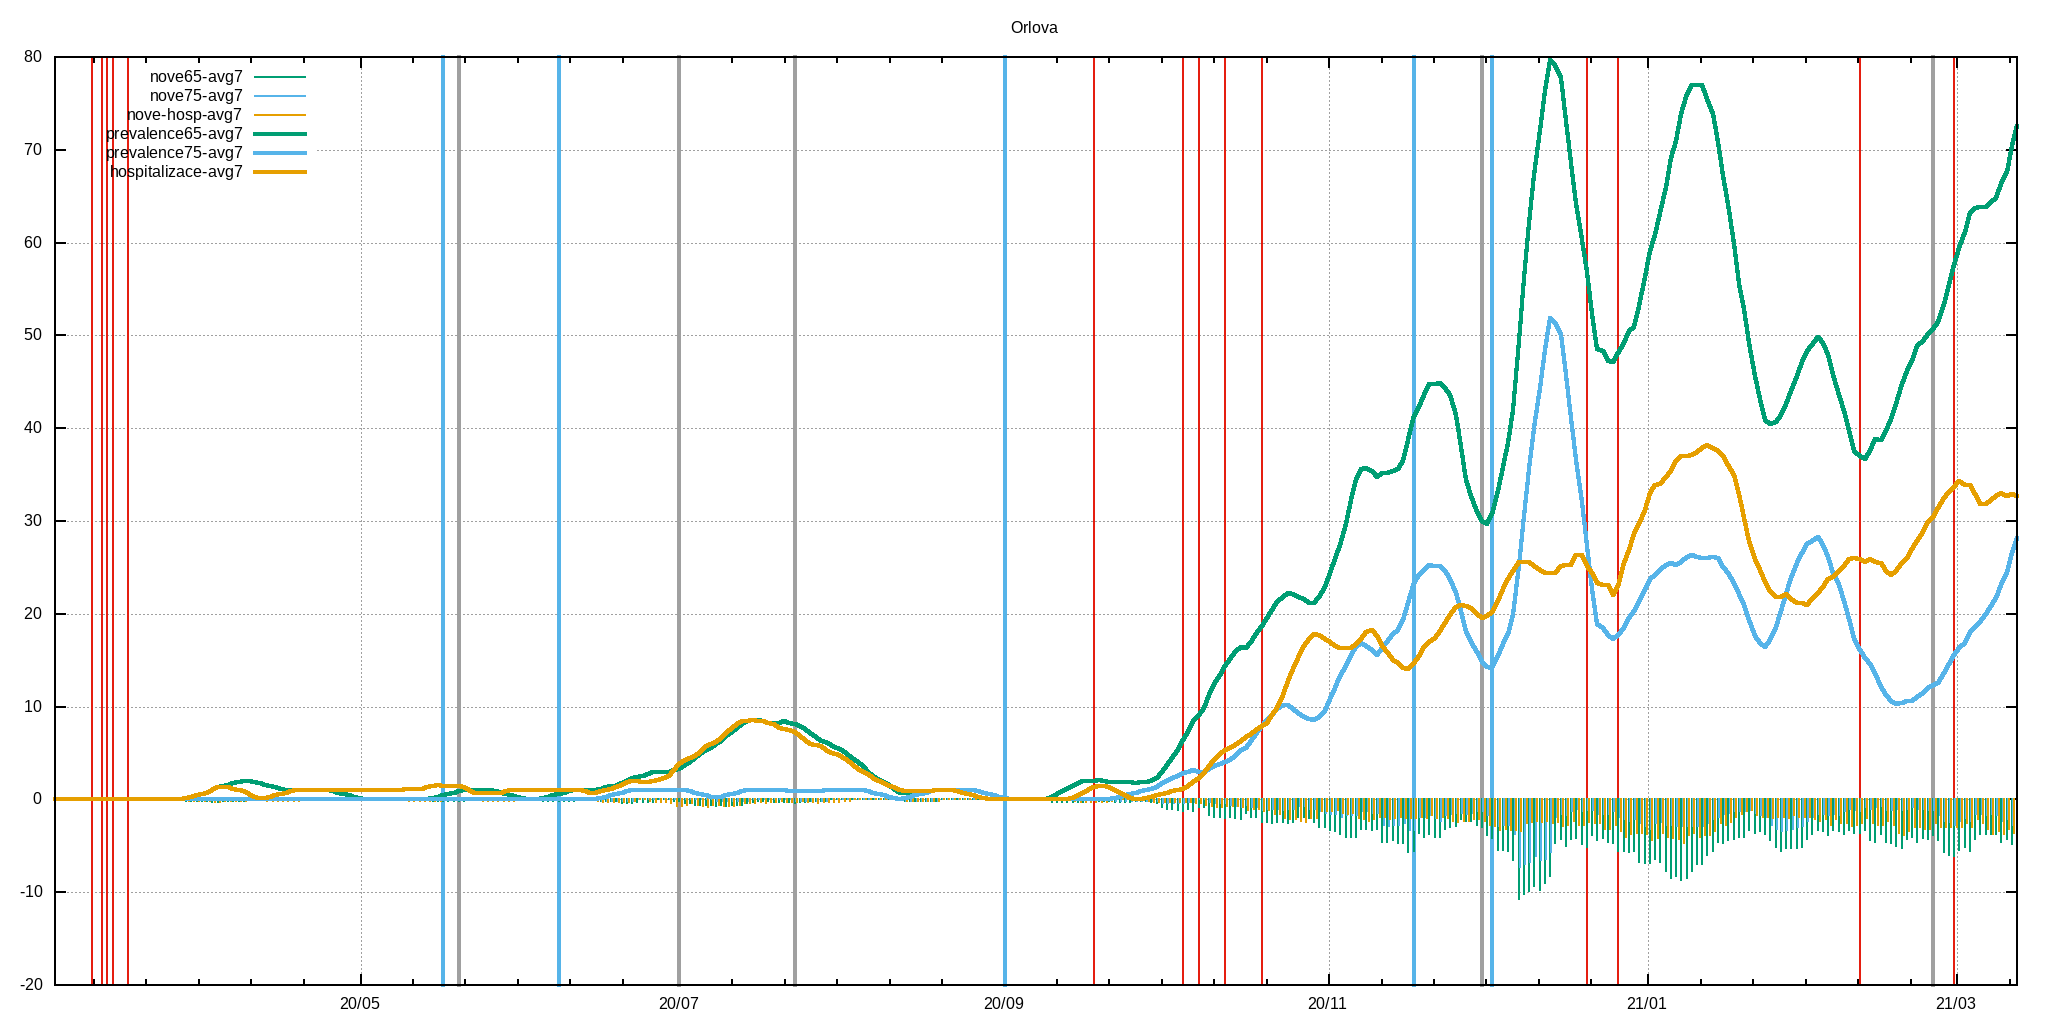 Orlova
80
70
60
50
40
30
20
10
0
-10
-20
nove65-avg7
nove75-avg7
nove-hosp-avg7
prevalence65-avg7
prevalence75-avg7
hospitalizace-avg7
20/05 20/07 20/09 20/11 21/01 21/03